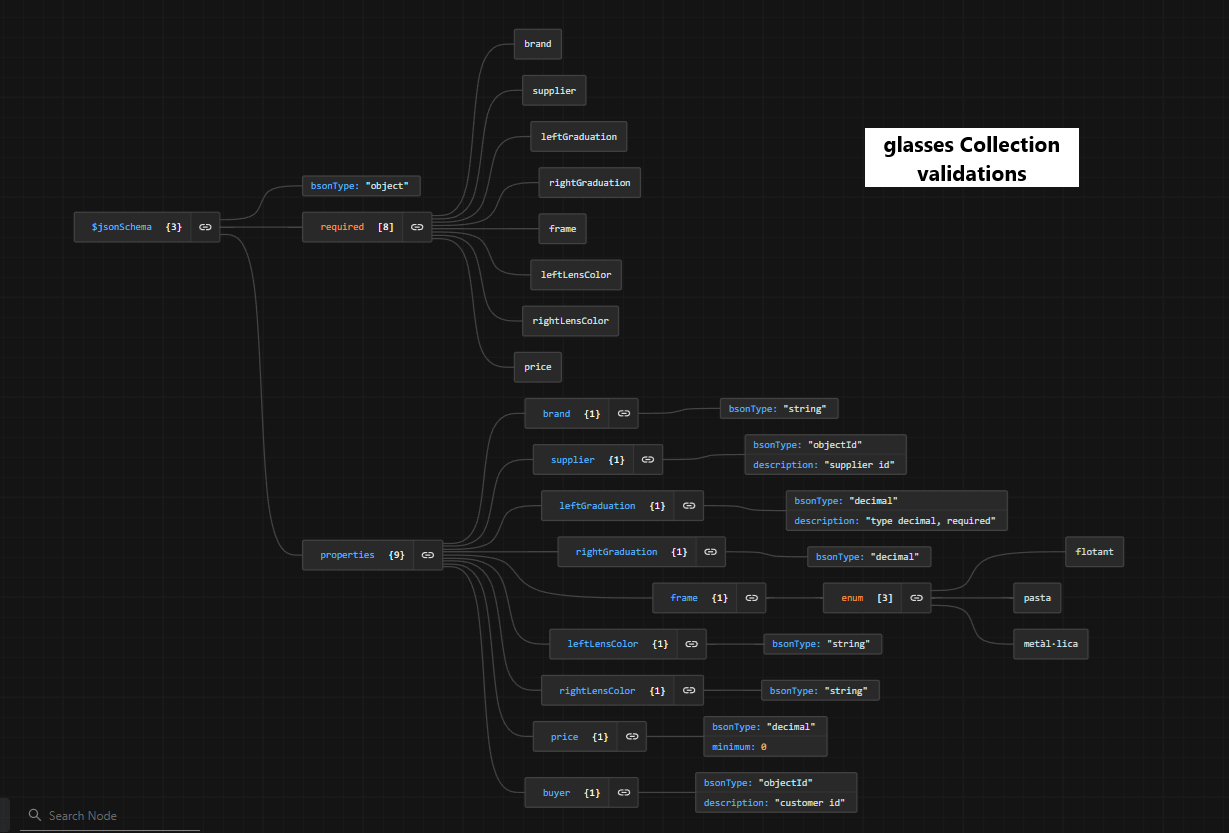 glasses Collection
validations
$jsonSchema {3}
bsonType: "object"
required [8]
brand
supplier
leftGraduation
rightGraduation
frame
leftLensColor
rightLensColor
price
properties {9}
brand {1}
bsonType: "string"
supplier {1}
bsonType: "objectId"
description: "supplier id"
leftGraduation {1}
bsonType: "decimal"
description: "type decimal, required"
rightGraduation {1}
bsonType: "decimal"
frame {1}
enum [3]
flotant
pasta
metàl·lica
leftLensColor {1}
bsonType: "string"
rightLensColor {1}
bsonType: "string"
price {1}
bsonType: "decimal"
minimum: 0
buyer {1}
bsonType: "objectId"
description: "customer id"
Search Node